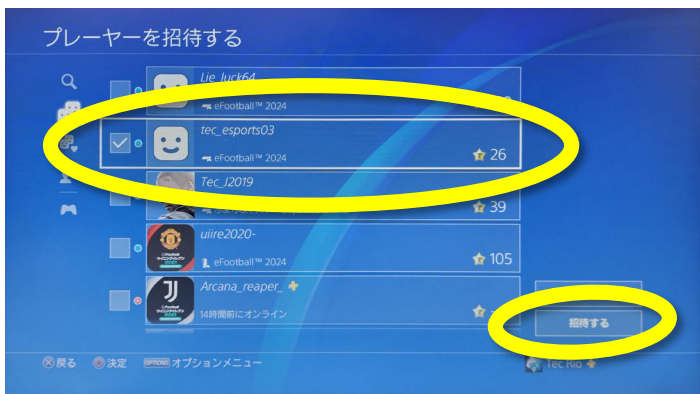 プレーヤーを招待する
Lie_luck64
eFootball™ 2024
tec_esports03
eFootball™ 2024
26
Tec_J2019
39
uiire2020-
eFootball™ 2024
105
Arcana_reaper_
14時間前にオンライン
招待する
戻る 決定 OPTIONS オプションメニュー
Tec Rio